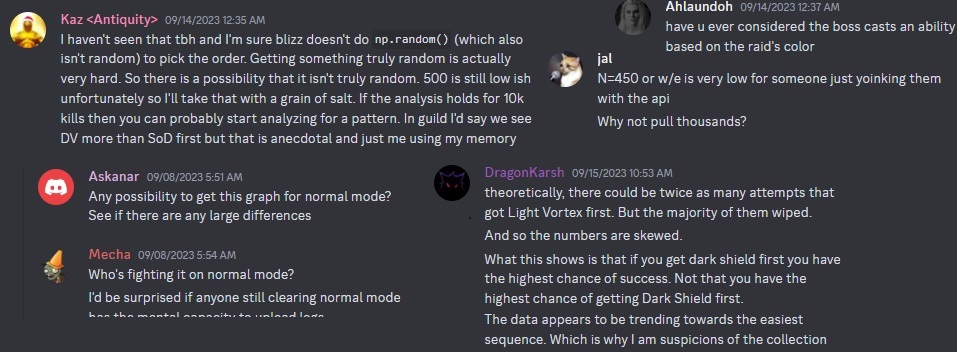 Kaz <Antiquity> 09/14/2023 12:35 AM
I haven't seen that tbh and I'm sure blizz doesn't do np.random() (which also
isn't random) to pick the order. Getting something truly random is actually
very hard. So there is a possibility that it isn't truly random. 500 is still low ish
unfortunately so I'll take that with a grain of salt. If the analysis holds for 10k
kills then you can probably start analyzing for a pattern. In guild I'd say we see
DV more than SoD first but that is anecdotal and just me using my memory
Ahlaundoh 09/14/2023 12:37 AM
have u ever considered the boss casts an ability
based on the raid's color
jal
N=450 or w/e is very low for someone just yoinking them
with the api
Why not pull thousands?
Askanar 09/08/2023 5:51 AM
Any possibility to get this graph for normal mode?
See if there are any large differences
Mecha 09/08/2023 5:54 AM
Who's fighting it on normal mode?
I'd be surprised if anyone still clearing normal mode
has the mental capacity to upload logs
DragonKarsh 09/15/2023 10:53 AM
theoretically, there could be twice as many attempts that
got Light Vortex first. But the majority of them wiped.
And so the numbers are skewed.
What this shows is that if you get dark shield first you have
the highest chance of success. Not that you have the
highest chance of getting Dark Shield first.
The data appears to be trending towards the easiest
sequence. Which is why I am suspicions of the collection